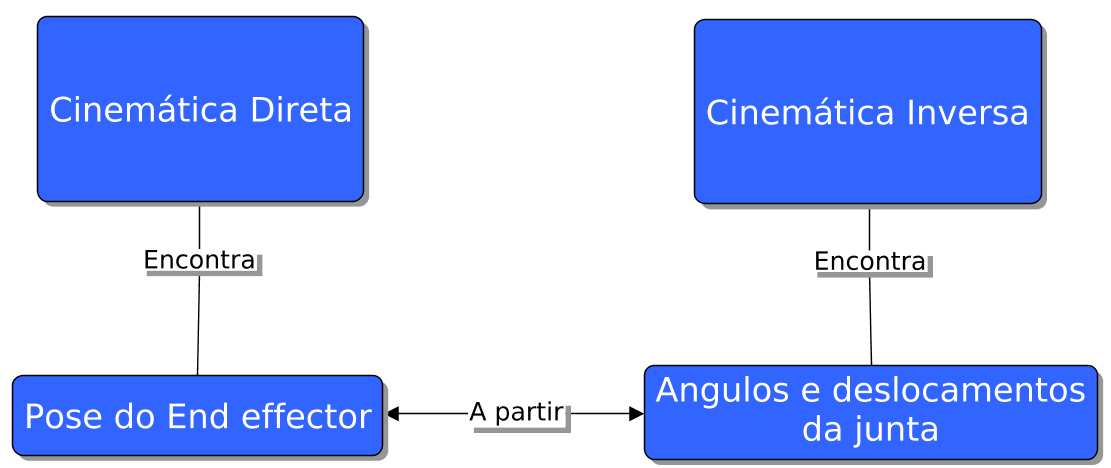 Cinemática Direta
Cinemática Inversa
Encontra
Encontra
Pose do End effector
A partir
Angulos e deslocamentos
da junta